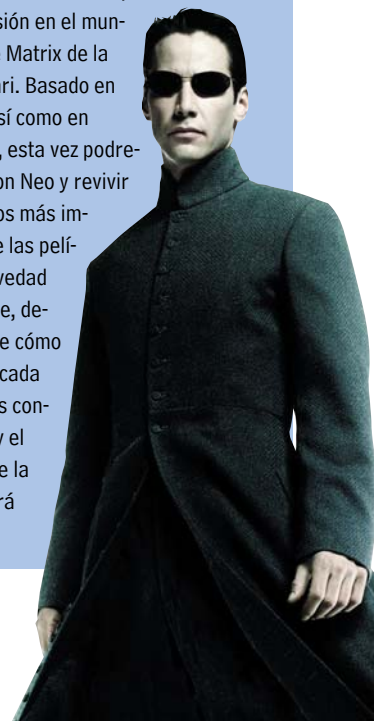 sión en el mun-
Matrix de la
ri. Basado en
sí como en
, esta vez podre-
on Neo y revivir
os más im-
e las pelí-
vedad
e, de-
e cómo
cada
s con-
y el
e la
rá